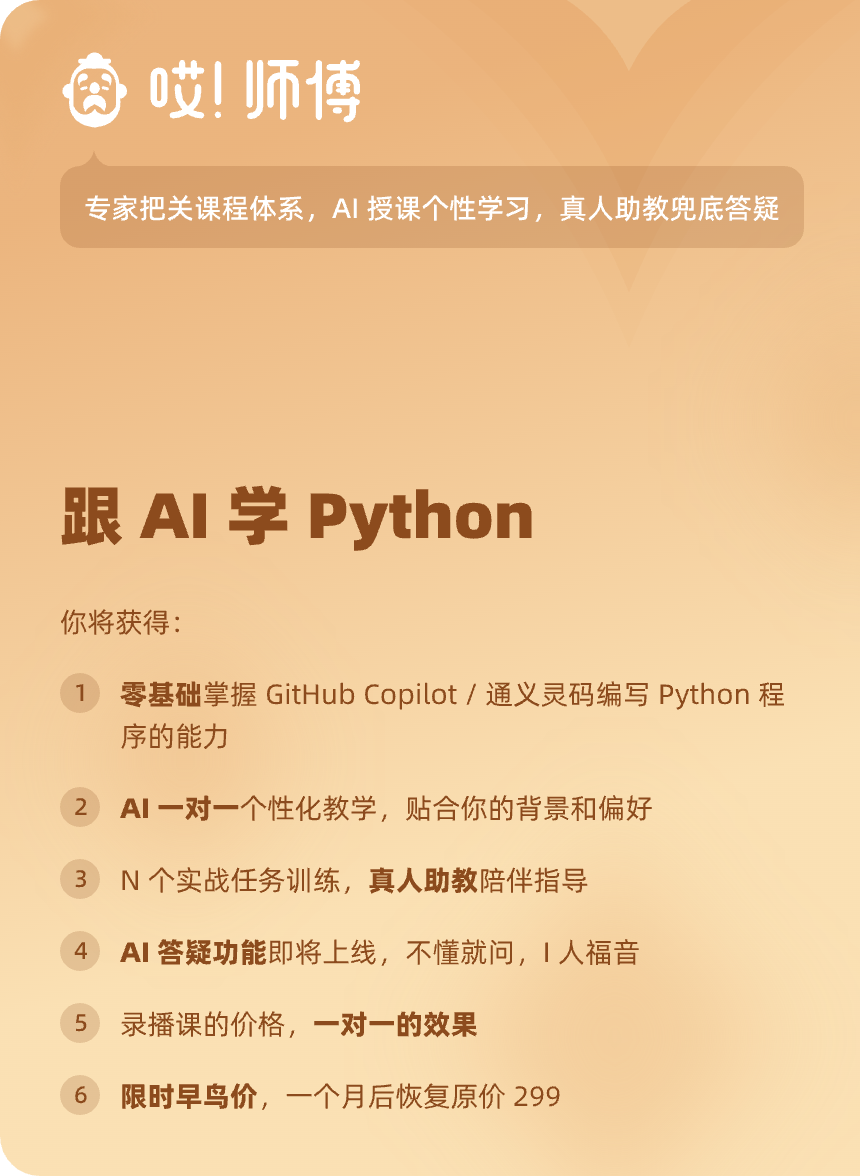 哎！师傅
专家把关课程体系，AI 授课个性学习，真人助教兜底答疑
跟 AI 学 Python
你将获得：
1 零基础掌握 GitHub Copilot / 通义灵码编写 Python 程
序的能力
2 AI 一对一个性化教学，贴合你的背景和偏好
3 N 个实战任务训练，真人助教陪伴指导
4 AI 答疑功能即将上线，不懂就问，I 人福音
5 录播课的价格，一对一的效果
6 限时早鸟价，一个月后恢复原价 299